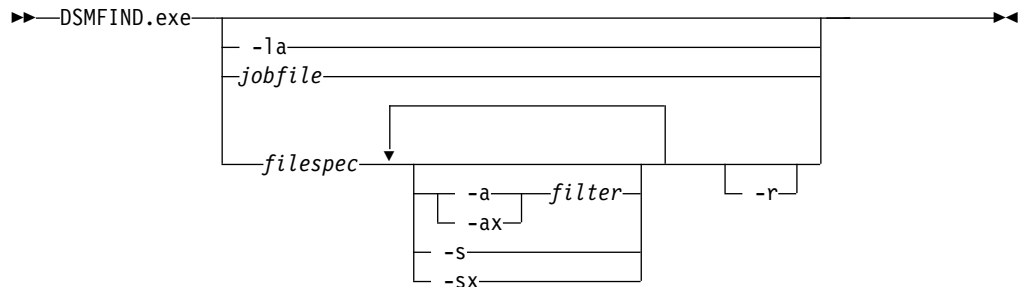 DSMFIND.exe
-la
jobfile
filespec
-a filter -r
-ax
-s
-sx